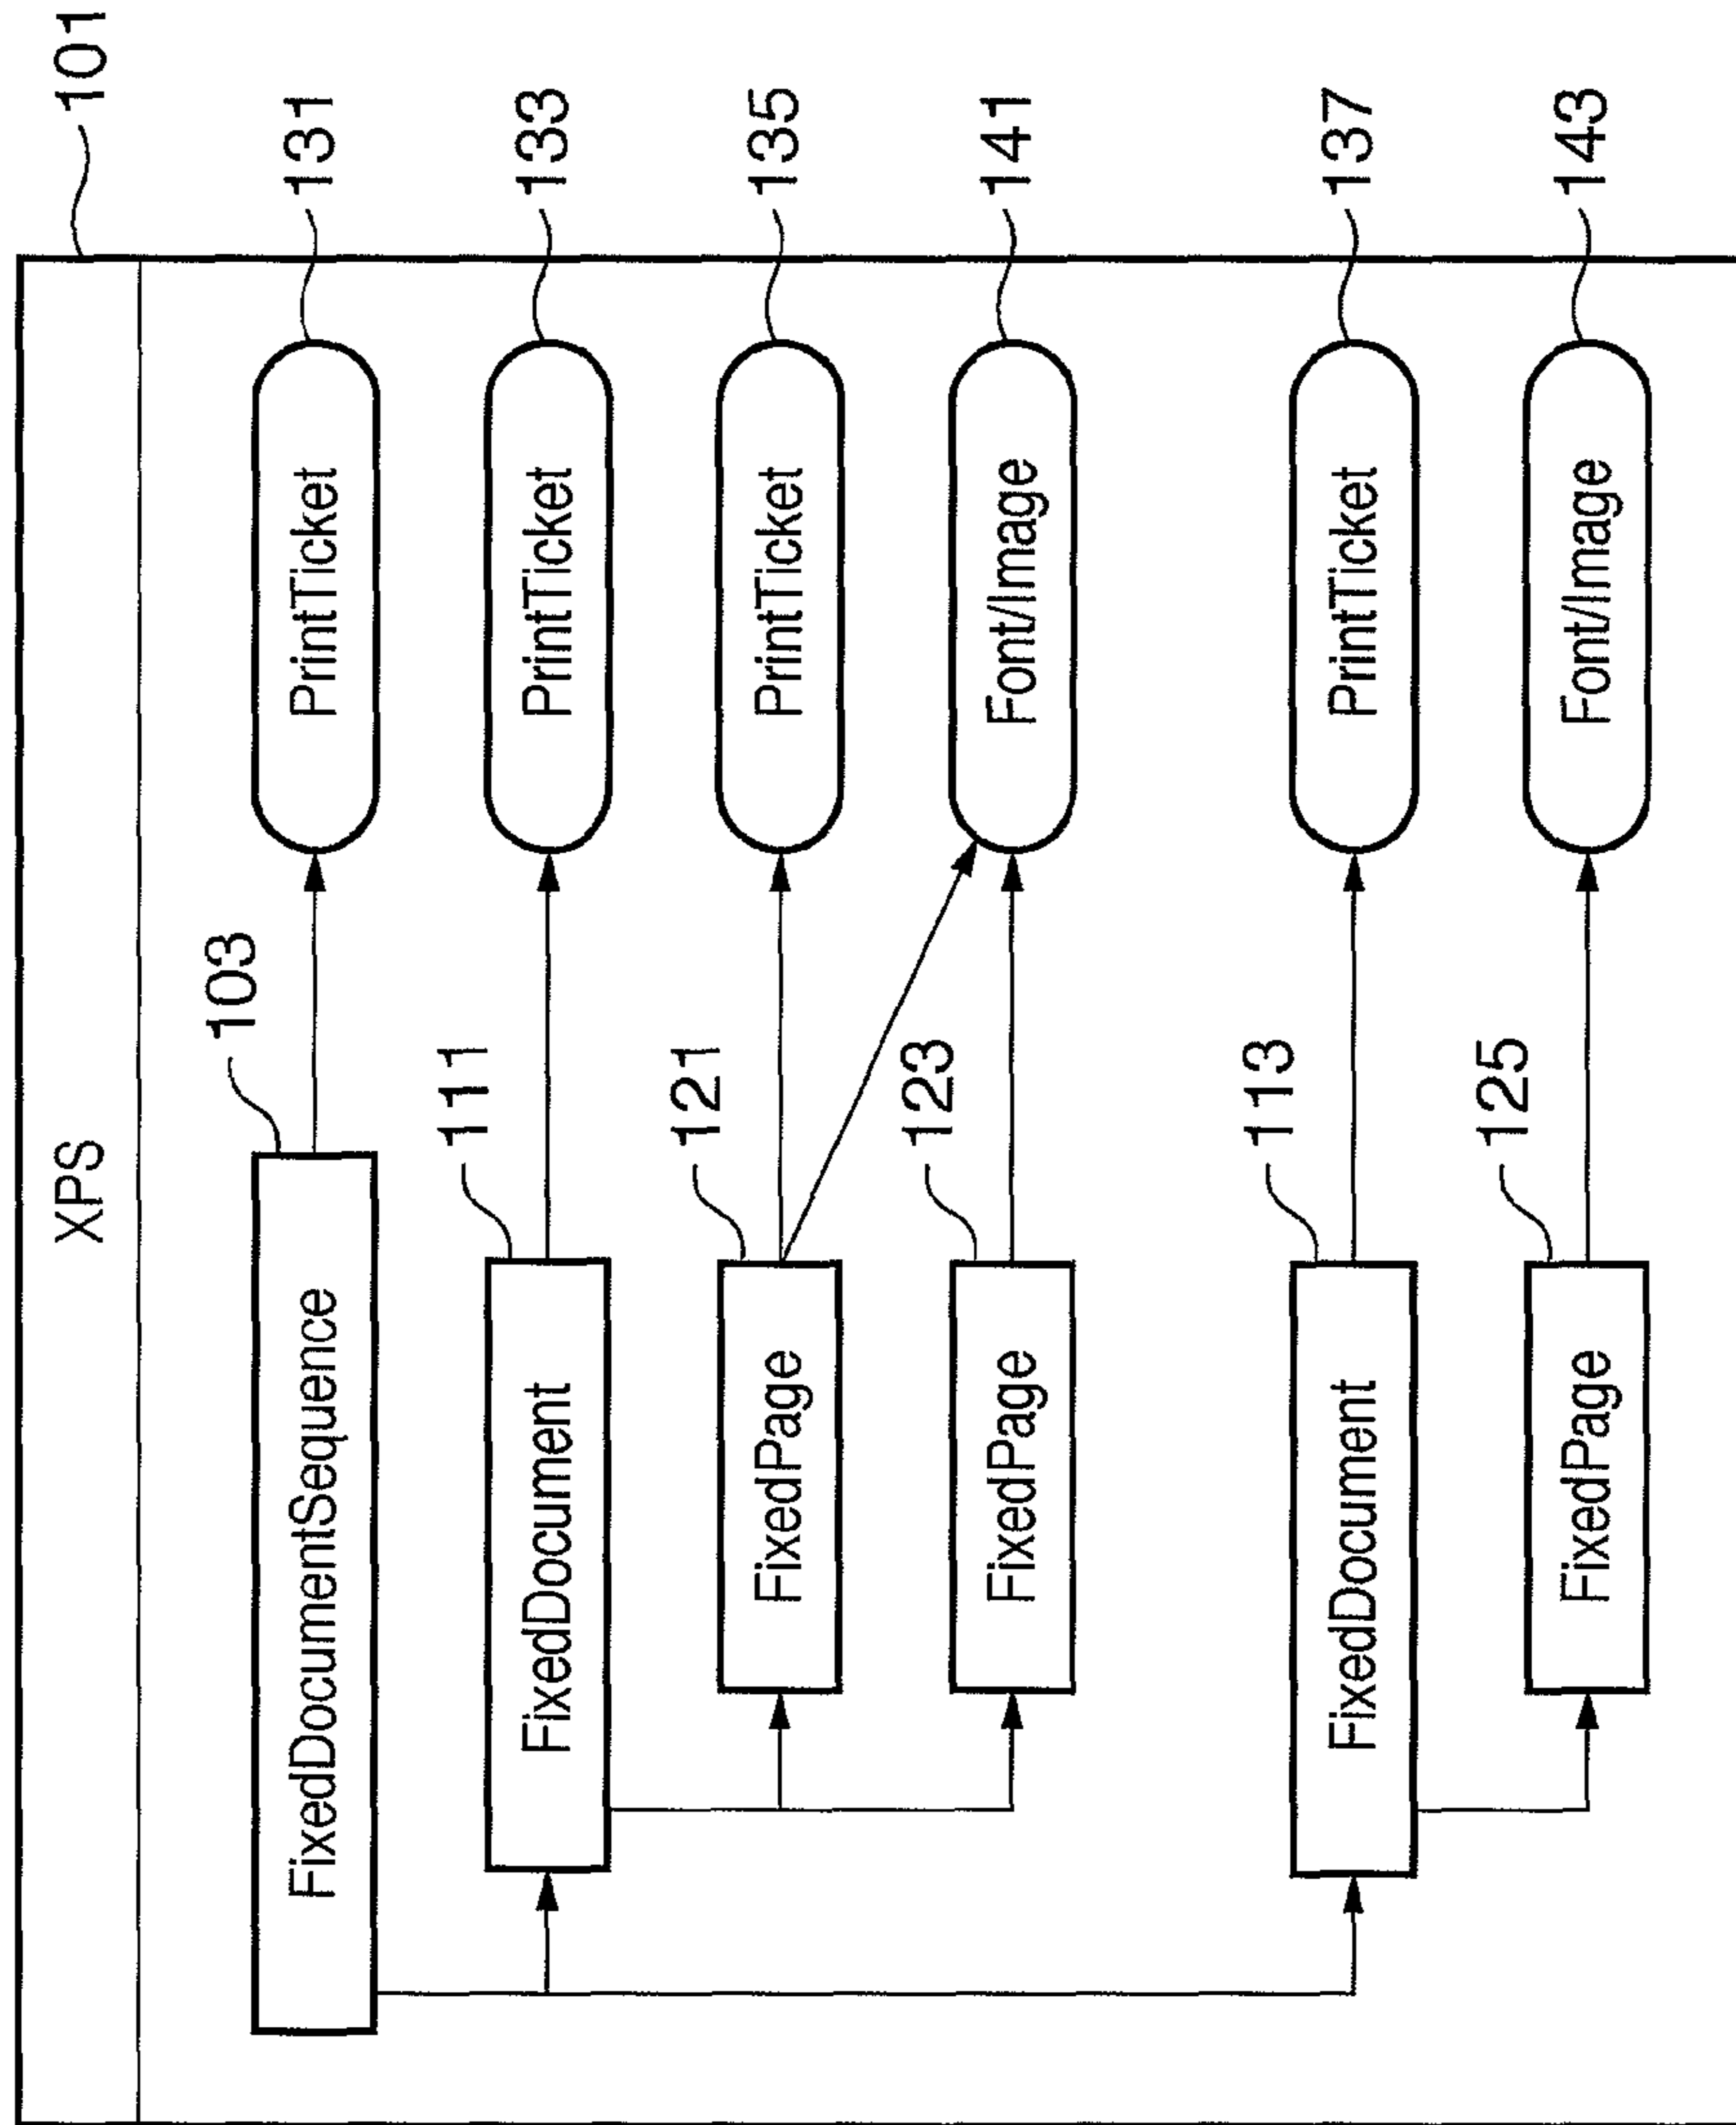 XPS
101
FixedDocumentSequence
103
PrintTicket
131
FixedDocument
111
PrintTicket
133
FixedPage
121
PrintTicket
135
FixedPage
123
Font/Image
141
FixedDocument
113
PrintTicket
137
FixedPage
125
Font/Image
143